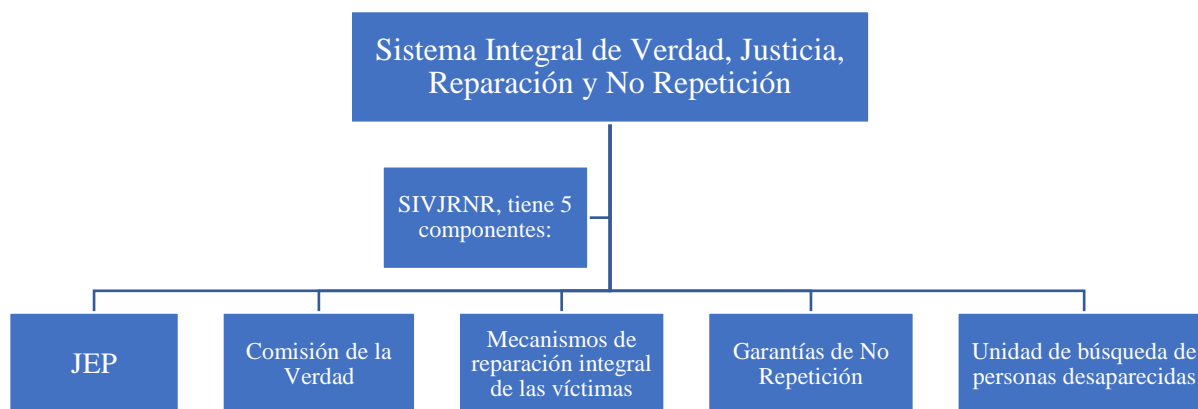 Sistema Integral de Verdad, Justicia,
Reparación y No Repetición
SIVJRNR, tiene 5
componentes:
JEP
Comisión de la
Verdad
Mecanismos de
reparación integral
de las víctimas
Garantías de No
Repetición
Unidad de búsqueda de
personas desaparecidas